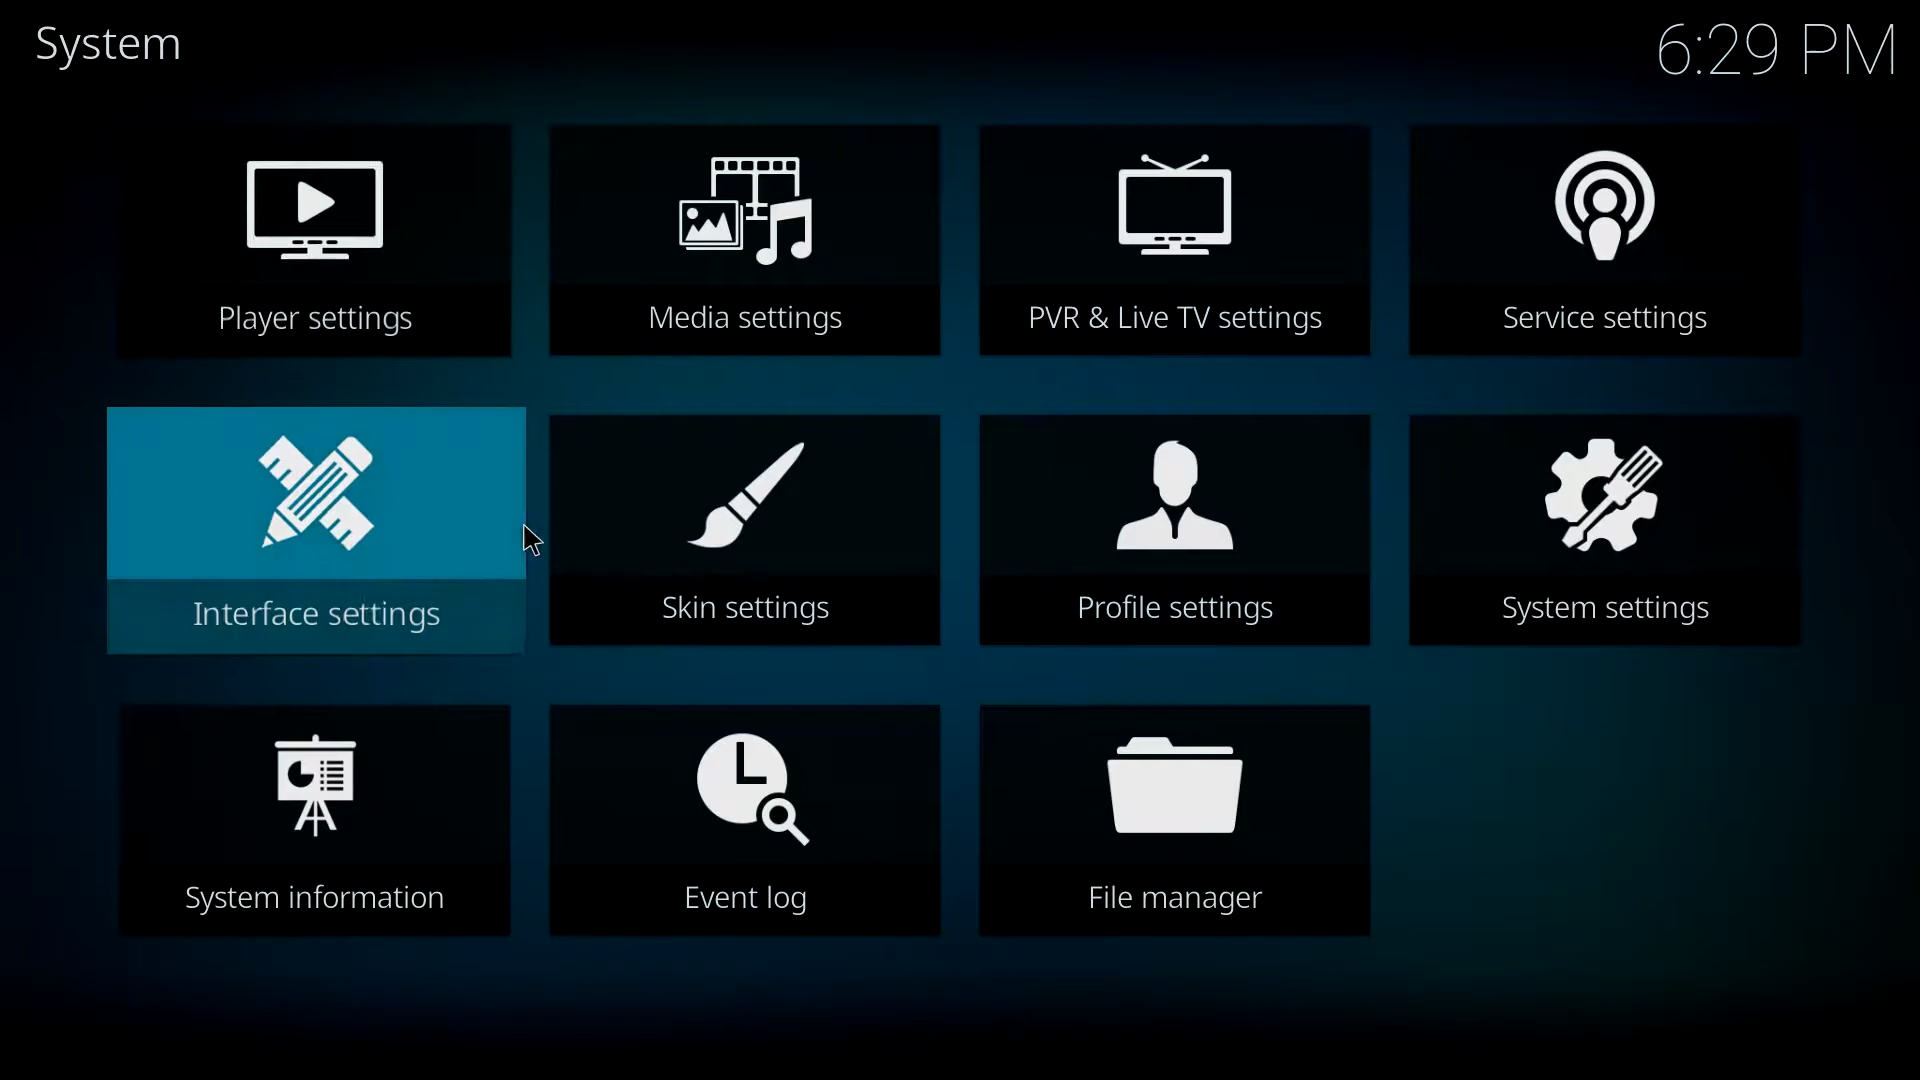 System
6:29 PM
Player settings
Media settings
PVR & Live TV settings
Service settings
Interface settings
Skin settings
Profile settings
System settings
System information
Event log
File manager